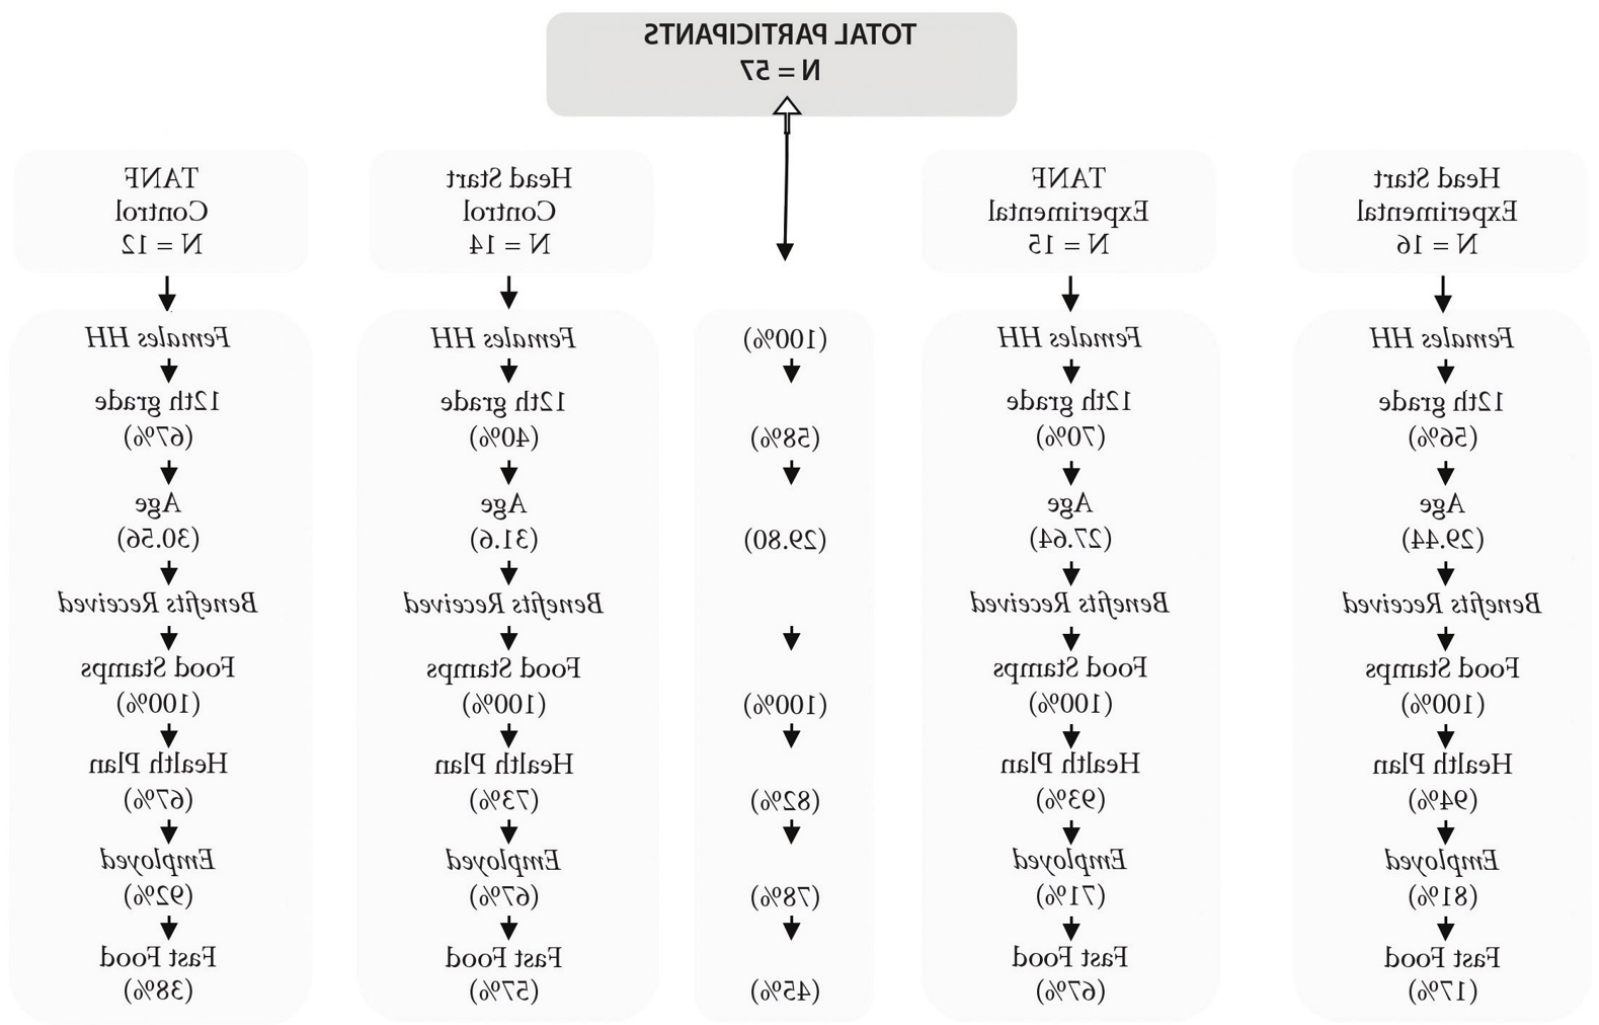 TOTAL PARTICIPANTS
N = 57
Head Start
Experimental
N = 16
Females HH
12th grade
(56%)
Age
(29.44)
Benefits Received
Food Stamps
(100%)
Health Plan
(94%)
Employed
(81%)
Fast Food
(17%)
TANF
Experimental
N = 15
Females HH
12th grade
(70%)
Age
(27.64)
Benefits Received
Food Stamps
(100%)
Health Plan
(93%)
Employed
(71%)
Fast Food
(67%)
(100%)
(58%)
(29.80)
(100%)
(82%)
(78%)
(45%)
Head Start
Control
N = 14
Females HH
12th grade
(40%)
Age
(31.6)
Benefits Received
Food Stamps
(100%)
Health Plan
(73%)
Employed
(67%)
Fast Food
(57%)
TANF
Control
N = 12
Females HH
12th grade
(67%)
Age
(30.56)
Benefits Received
Food Stamps
(100%)
Health Plan
(67%)
Employed
(92%)
Fast Food
(38%)